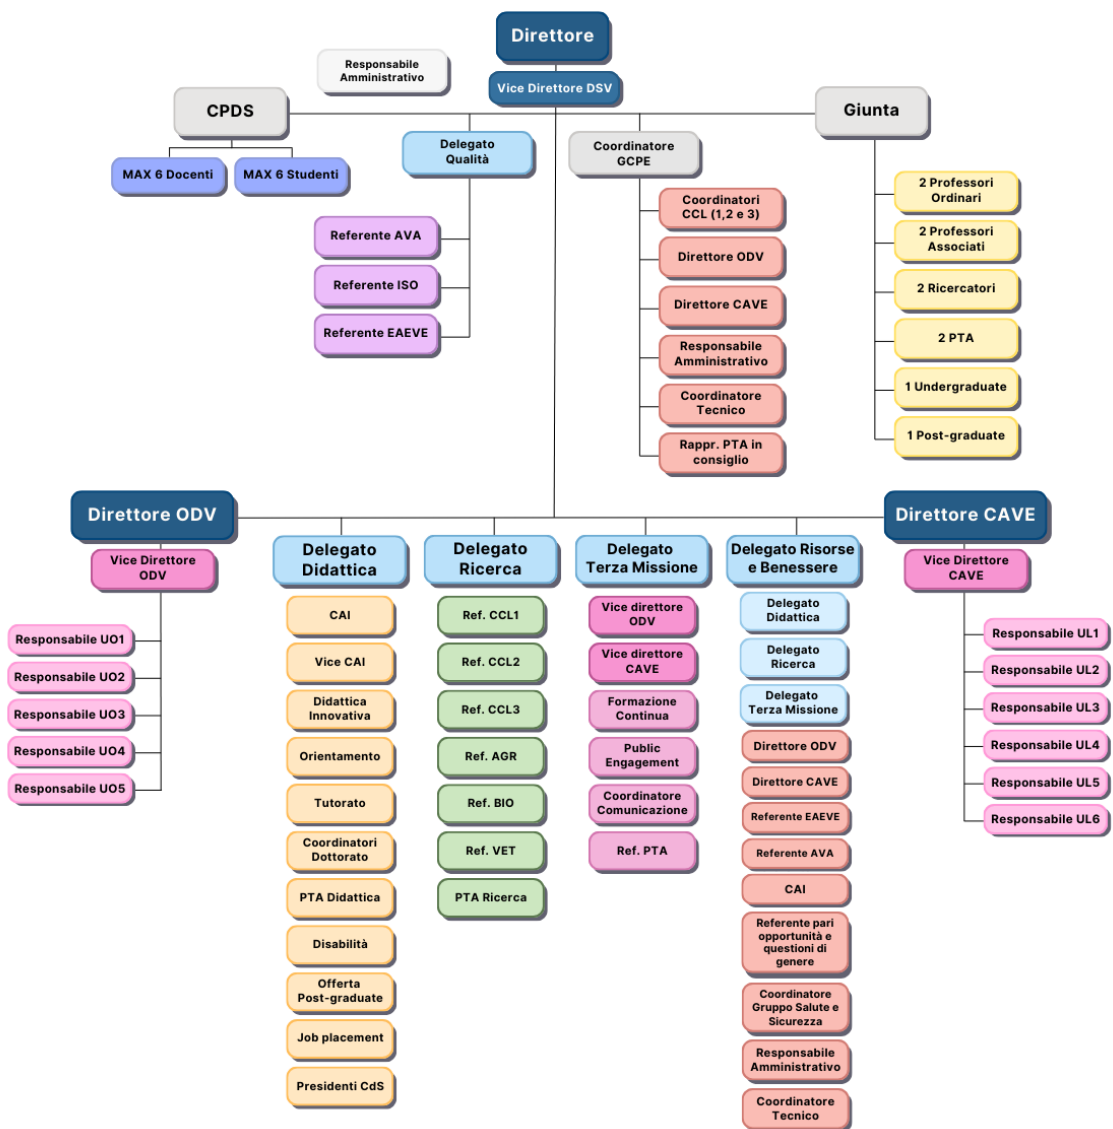 Direttore
Responsabile
Amministrativo
Vice Direttore DSV
CPDS
Giunta
MAX 6 Docenti
MAX 6 Studenti
Delegato
Qualità
Referente AVA
Referente ISO
Referente EAEVE
Coordinatore
GCPE
Coordinatori
CCL (1,2 e 3)
Direttore ODV
Direttore CAVE
Responsabile
Amministrativo
Coordinatore
Tecnico
Rappr. PTA in
consiglio
2 Professori
Ordinari
2 Professori
Associati
2 Ricercatori
2 PTA
1 Undergraduate
1 Post-graduate
Direttore ODV
Vice Direttore
ODV
Responsabile UO1
Responsabile UO2
Responsabile UO3
Responsabile UO4
Responsabile UO5
Delegato
Didattica
CAI
Vice CAI
Didattica
Innovativa
Orientamento
Tutorato
Coordinatori
Dottorato
PTA Didattica
Disabilità
Offerta
Post-graduate
Job placement
Presidenti CdS
Delegato
Ricerca
Ref. CCL1
Ref. CCL2
Ref. CCL3
Ref. AGR
Ref. BIO
Ref. VET
PTA Ricerca
Delegato
Terza Missione
Vice direttore
ODV
Vice direttore
CAVE
Formazione
Continua
Public
Engagement
Coordinatore
Comunicazione
Ref. PTA
Delegato Risorse
e Benessere
Delegato
Didattica
Delegato
Ricerca
Delegato
Terza Missione
Direttore ODV
Direttore CAVE
Referente EAEVE
Referente AVA
CAI
Referente pari
opportunità e
questioni di
genere
Coordinatore
Gruppo Salute e
Sicurezza
Responsabile
Amministrativo
Coordinatore
Tecnico
Direttore CAVE
Vice Direttore
CAVE
Responsabile UL1
Responsabile UL2
Responsabile UL3
Responsabile UL4
Responsabile UL5
Responsabile UL6